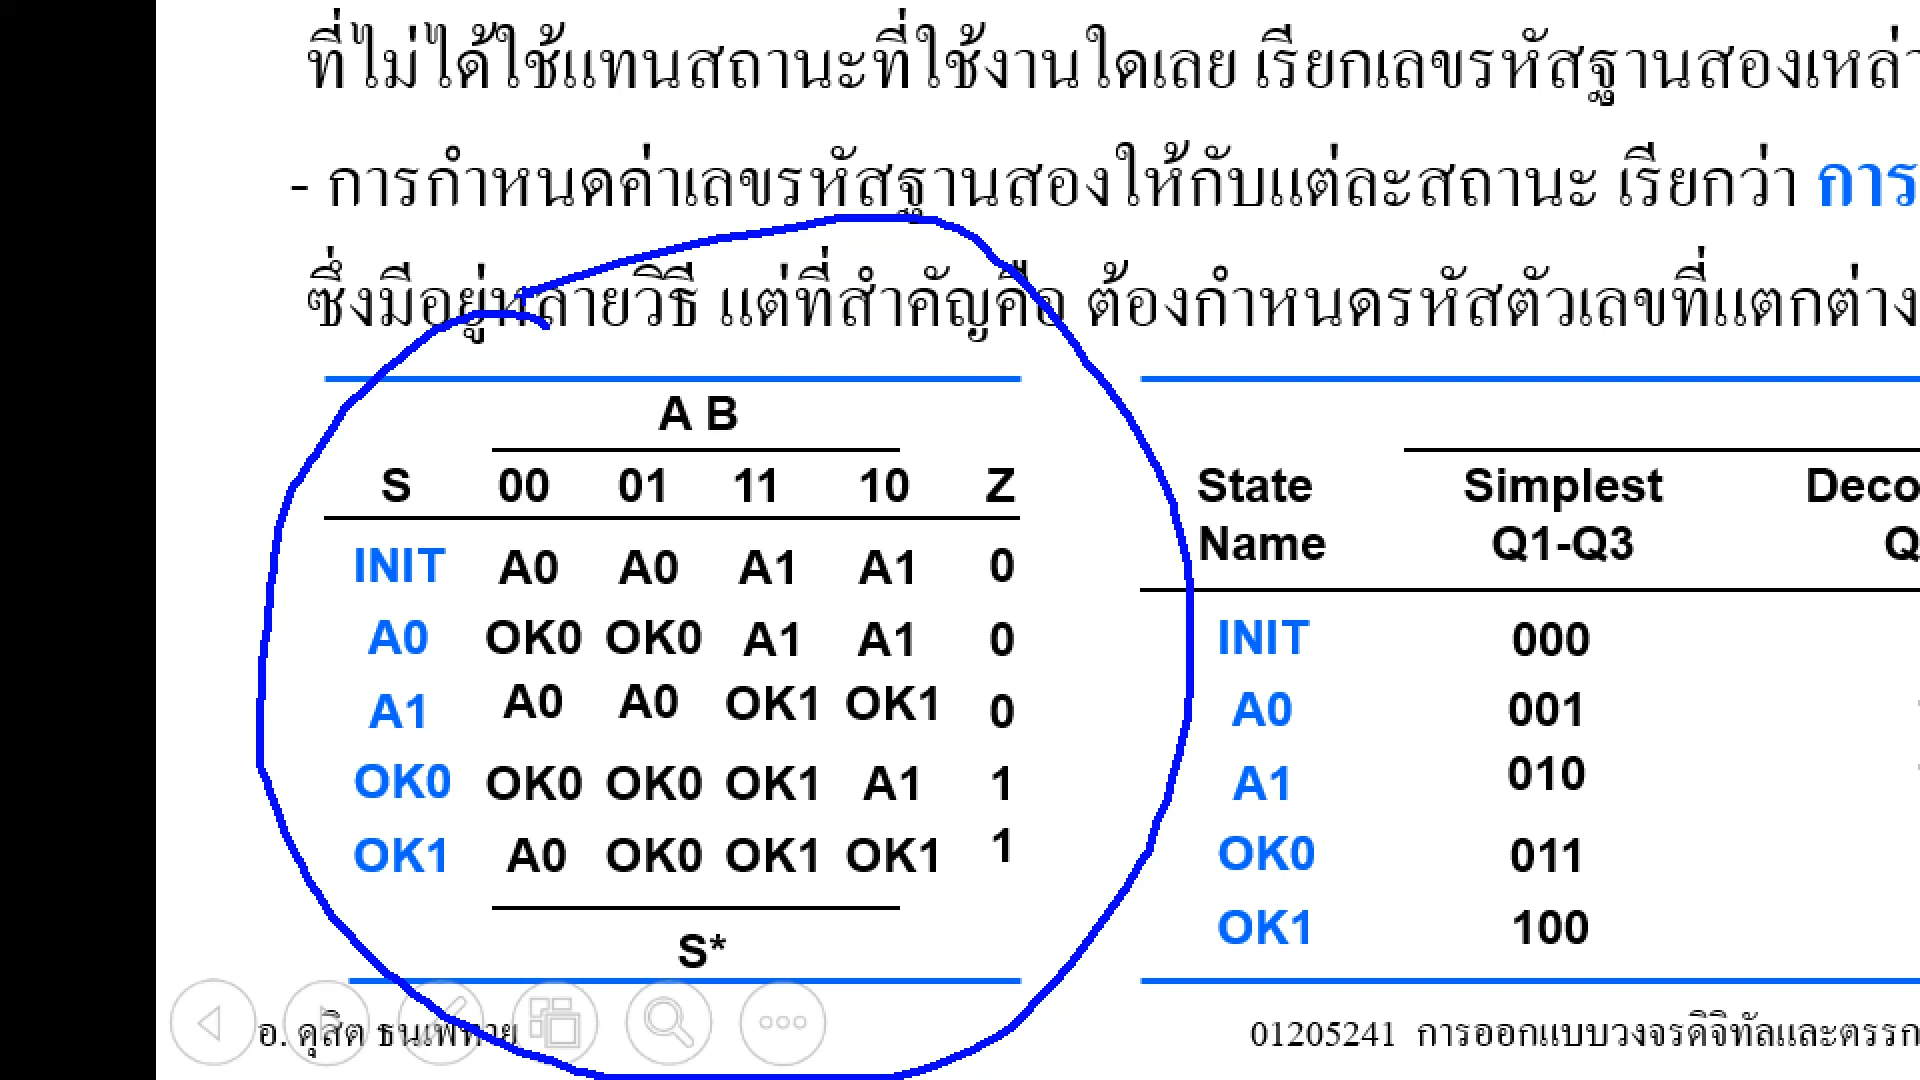 ที่ไม่ได้ใช้แทนสถานะที่ใช้งานใดเลย เรียกเลขรหัสฐานสองเหล่า
- การกำหนดค่าเลขรหัสฐานสองให้กับแต่ละสถานะ เรียกว่า การ
ซึ่งมีอยู่หลายวิธี แต่ที่สำคัญคือ ต้องกำหนดรหัสตัวเลขที่แตกต่าง
A B
S 00 01 11 10 Z
INIT A0 A0 A1 A1 0
A0 OK0 OK0 A1 A1 0
A1 A0 A0 OK1 OK1 0
OK0 OK0 OK0 OK1 A1 1
OK1 A0 OK0 OK1 OK1 1
S*
State Simplest Deco
Name Q1-Q3 Q
INIT 000
A0 001
A1 010
OK0 011
OK1 100
อ. ดุสิต
01205241 การออกแบบวงจรดิจิทัลและตรรก